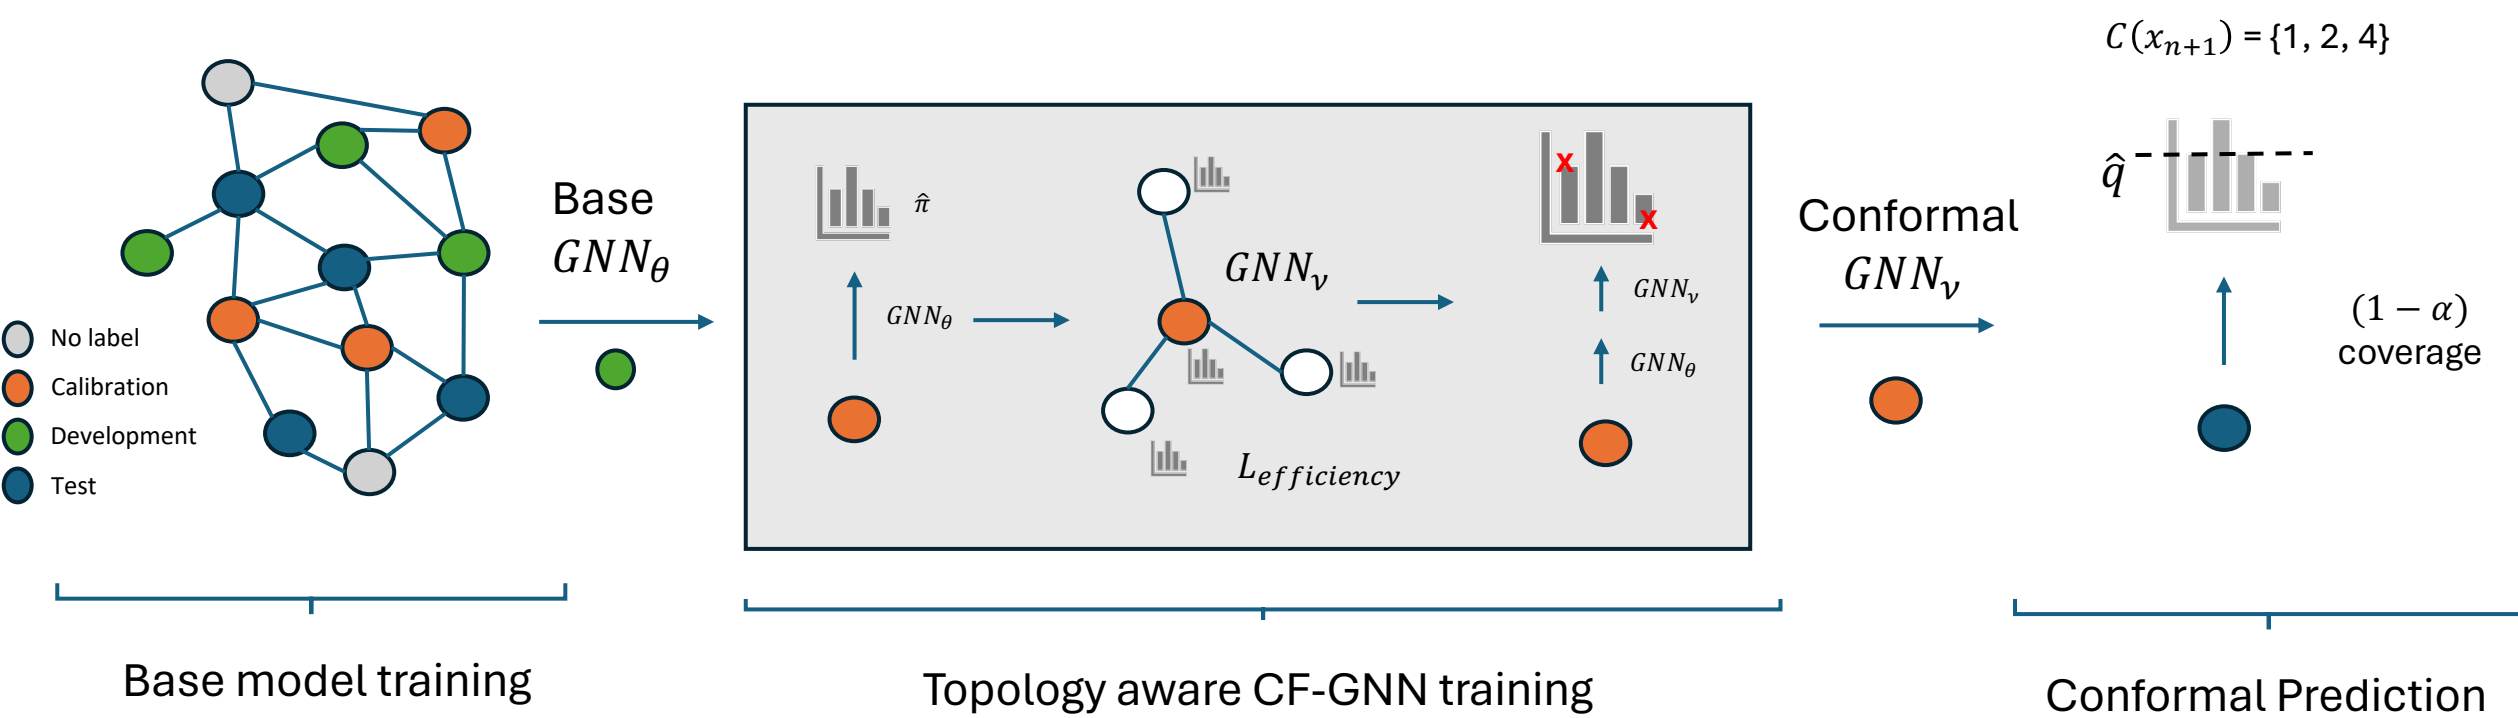 No label
Calibration
Development
Test
Base
GNN_θ
Base model training
π̂
GNN_θ
GNN_ν
L_efficiency
x
x
GNN_ν
GNN_θ
Topology aware CF-GNN training
Conformal
GNN_ν
C(x_{n+1}) = {1, 2, 4}
q̂
(1 − α)
coverage
Conformal Prediction